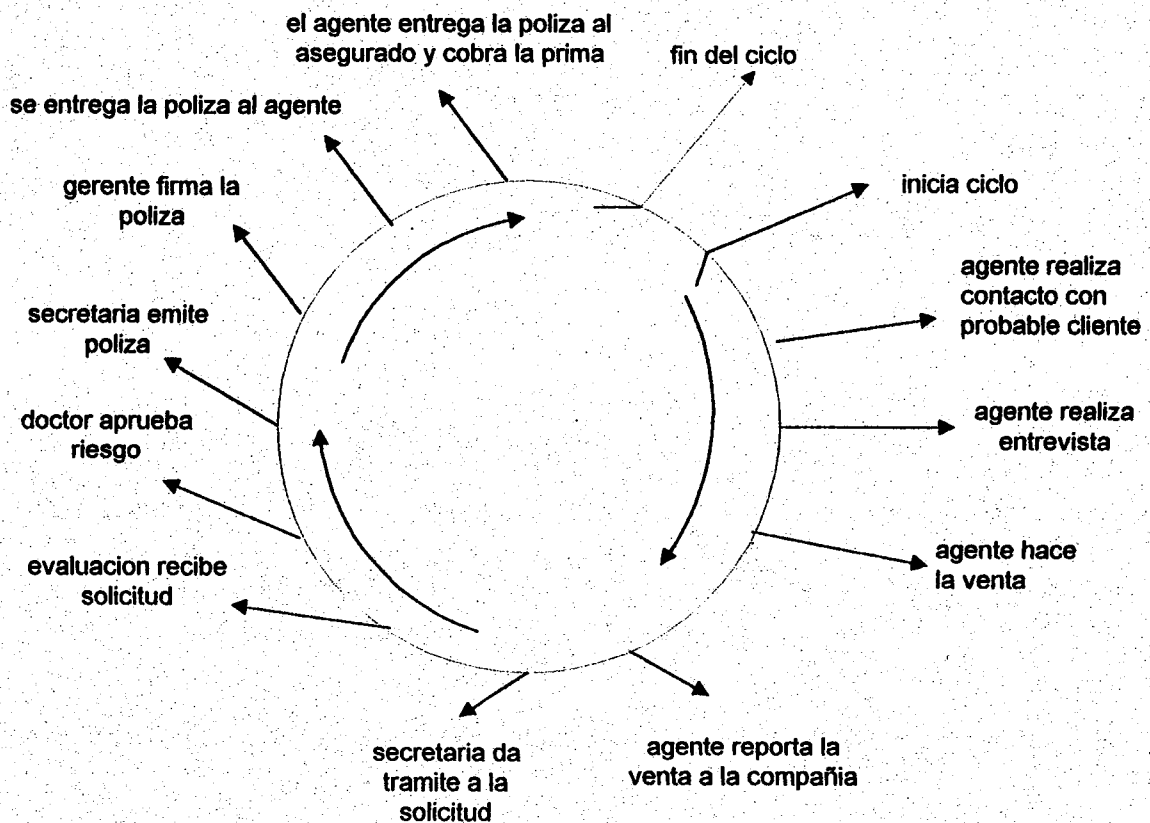 el agente entrega la poliza al
asegurado y cobra la prima
fin del ciclo
inicia ciclo
agente realiza
contacto con
probable cliente
agente realiza
entrevista
agente hace
la venta
agente reporta la
venta a la compañia
secretaria da
tramite a la
solicitud
evaluacion recibe
solicitud
doctor aprueba
riesgo
secretaria emite
poliza
gerente firma la
poliza
se entrega la poliza al agente